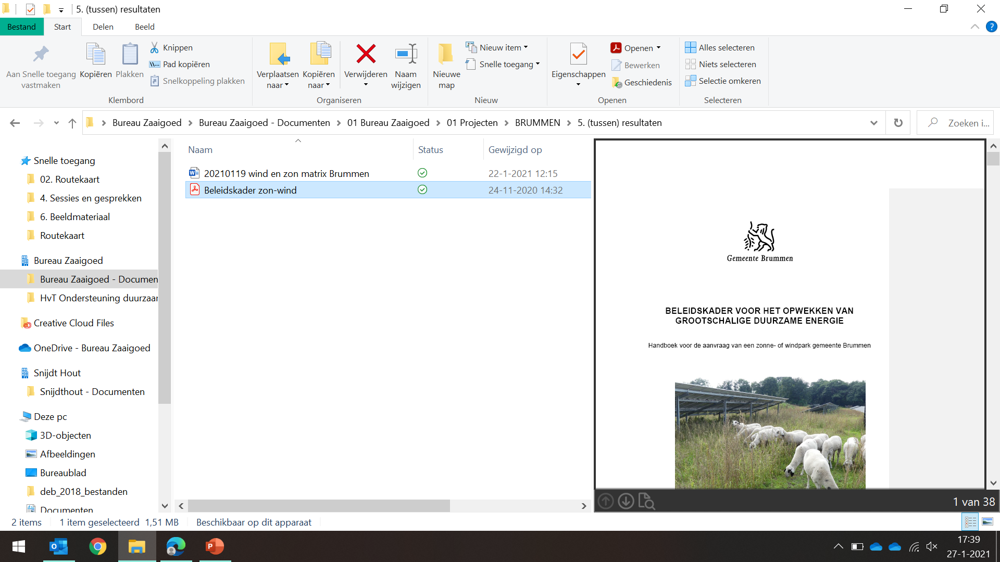 5. (tussen) resultaten
Bestand Start Delen Beeld
?
Aan Snelle toegang vastmaken
Kopiëren
Plakken
Knippen
Pad kopiëren
Snelkoppeling plakken
Klembord
Verplaatsen naar
Kopiëren naar
Verwijderen
Naam wijzigen
Organiseren
Nieuwe map
Nieuw item
Snelle toegang
Nieuw
Eigenschappen
Openen
Bewerken
Geschiedenis
Openen
Alles selecteren
Niets selecteren
Selectie omkeren
Selecteren
Bureau Zaaigoed > Bureau Zaaigoed - Documenten > 01 Bureau Zaaigoed > 01 Projecten > BRUMMEN > 5. (tussen) resultaten
Zoeken i...
Snelle toegang
02. Routekaart
4. Sessies en gesprekken
6. Beeldmateriaal
Routekaart
Bureau Zaaigoed
Bureau Zaaigoed - Documen
HvT Ondersteuning duurzaar
Creative Cloud Files
OneDrive - Bureau Zaaigoed
Snijdt Hout
Snijdthout - Documenten
Deze pc
3D-objecten
Afbeeldingen
Bureaublad
deb_2018_bestanden
Documenten
Naam Status Gewijzigd op
20210119 wind en zon matrix Brummen 22-1-2021 12:15
Beleidskader zon-wind 24-11-2020 14:32
Gemeente Brummen
BELEIDSKADER VOOR HET OPWEKKEN VAN
GROOTSCHALIGE DUURZAME ENERGIE
Handboek voor de aanvraag van een zonne- of windpark gemeente Brummen
1 van 38
2 items 1 item geselecteerd 1,51 MB Beschikbaar op dit apparaat
17:39
27-1-2021